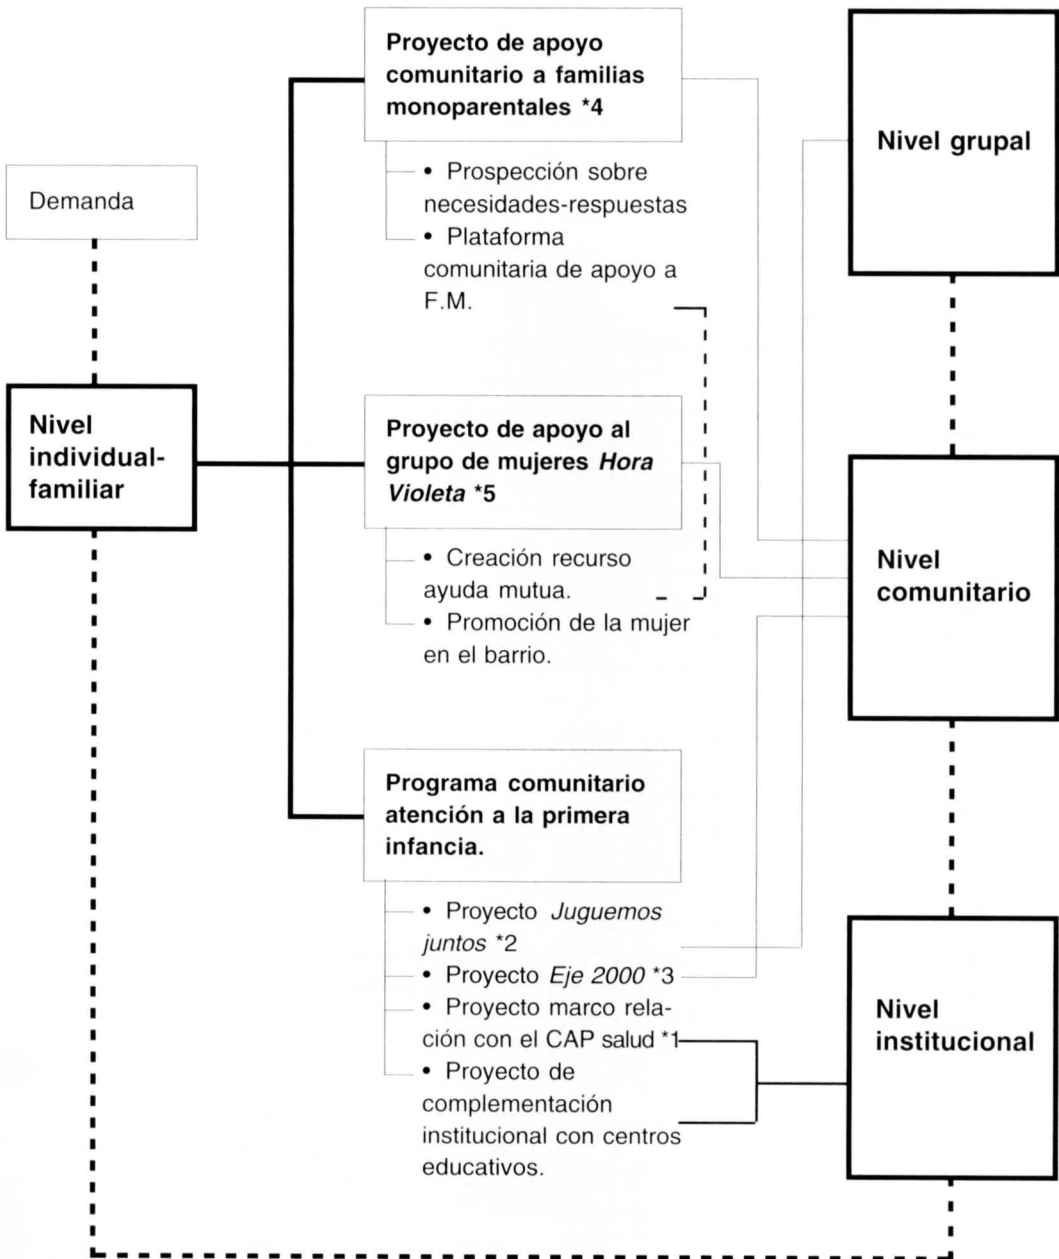 Demanda
Nivel
individual-
familiar
Proyecto de apoyo
comunitario a familias
monoparentales *4
• Prospección sobre
necesidades-respuestas
• Plataforma
comunitaria de apoyo a
F.M.
Proyecto de apoyo al
grupo de mujeres Hora
Violeta *5
• Creación recurso
ayuda mutua.
• Promoción de la mujer
en el barrio.
Programa comunitario
atención a la primera
infancia.
• Proyecto Juguemos
juntos *2
• Proyecto Eje 2000 *3
• Proyecto marco rela-
ción con el CAP salud *1
• Proyecto de
complementación
institucional con centros
educativos.
Nivel grupal
Nivel
comunitario
Nivel
institucional